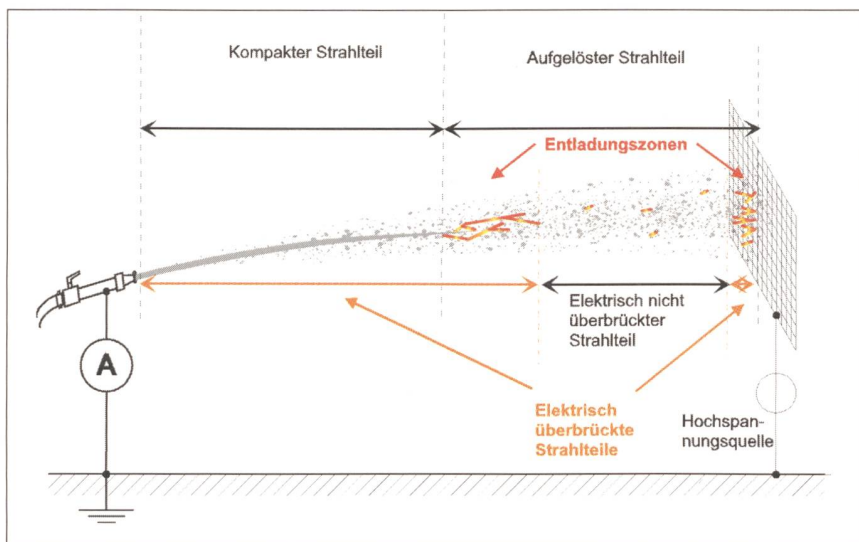 Kompakter Strahlteil
Aufgelöster Strahlteil
Entladungszonen
Elektrisch nicht
überbrückter
Strahlteil
A
Elektrisch
überbrückte
Strahlteile
Hochspan-
nungsquelle